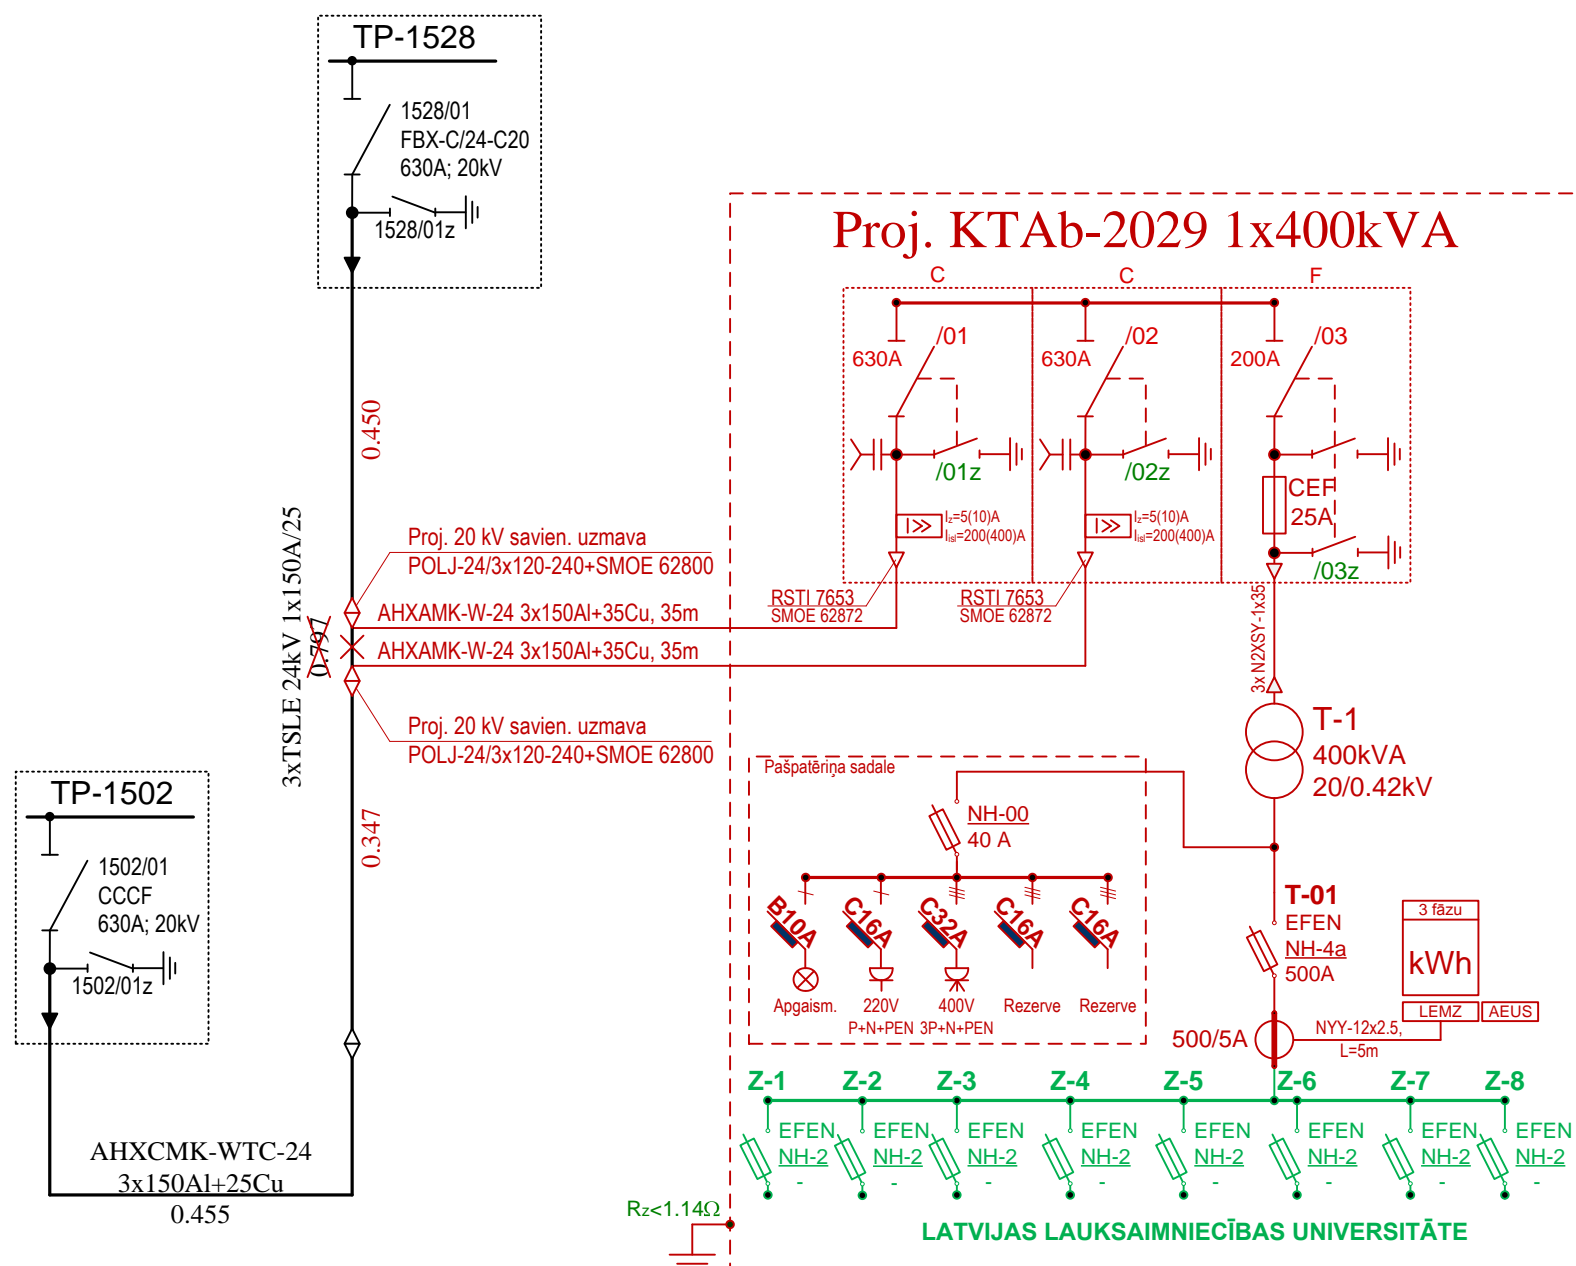 TP-1528
1528/01
FBX-C/24-C20
630A; 20kV
1528/01z
0.450
3xTSLE 24kV 1x150A/25
0.797
Proj. 20 kV savien. uzmava
POLJ-24/3x120-240+SMOE 62800
AHXAMK-W-24 3x150Al+35Cu, 35m
AHXAMK-W-24 3x150Al+35Cu, 35m
Proj. 20 kV savien. uzmava
POLJ-24/3x120-240+SMOE 62800
0.347
TP-1502
1502/01
CCCF
630A; 20kV
1502/01z
AHXCMK-WTC-24
3x150Al+25Cu
0.455
Proj. KTAb-2029 1x400kVA
C
C
F
/01
630A
/01z
I≫
Iz=5(10)A
Iisl=200(400)A
RSTI 7653
SMOE 62872
/02
630A
/02z
I≫
Iz=5(10)A
Iisl=200(400)A
RSTI 7653
SMOE 62872
/03
200A
CEF
25A
/03z
3x N2XSY-1x35
T-1
400kVA
20/0.42kV
Pašpatēriņa sadale
NH-00
40 A
B10A
C16A
C32A
C16A
C16A
Apgaism.
220V
P+N+PEN
400V
3P+N+PEN
Rezerve
Rezerve
T-01
EFEN
NH-4a
500A
3 fāzu
kWh
LEMZ
AEUS
500/5A
NYY-12x2.5,
L=5m
Z-1
Z-2
Z-3
Z-4
Z-5
Z-6
Z-7
Z-8
EFEN
NH-2
-
EFEN
NH-2
-
EFEN
NH-2
-
EFEN
NH-2
-
EFEN
NH-2
-
EFEN
NH-2
-
EFEN
NH-2
-
EFEN
NH-2
-
Rz<1.14Ω
LATVIJAS LAUKSAIMNIECĪBAS UNIVERSITĀTE